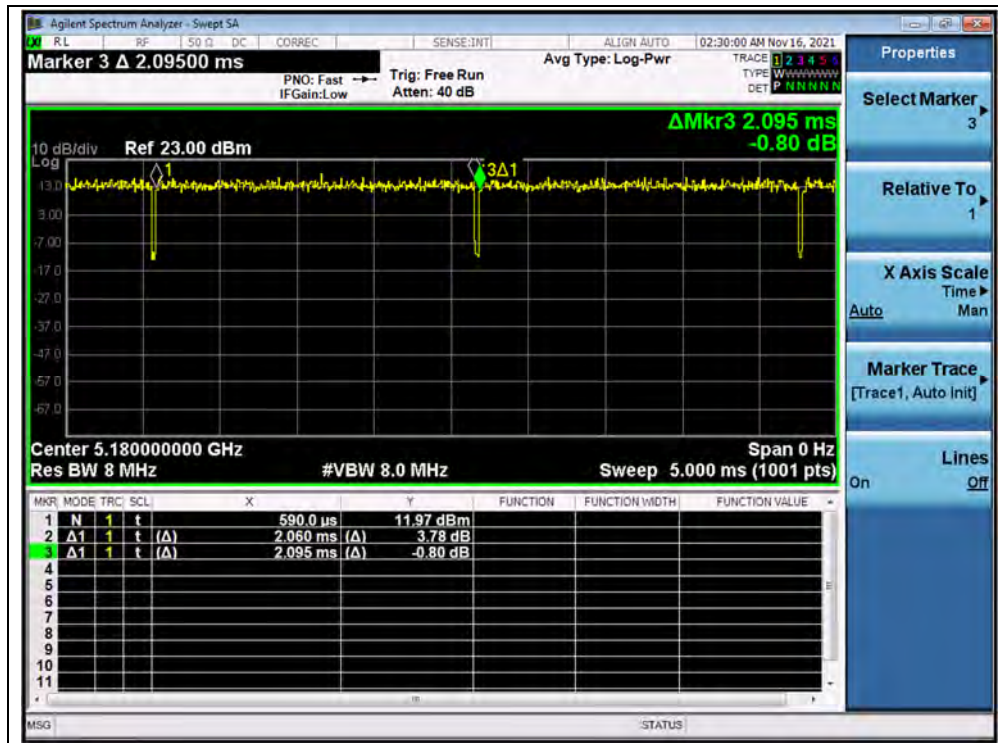 Agilent Spectrum Analyzer - Swept SA
RL RF 50 Ω DC CORREC SENSE:INT ALIGN AUTO 02:30:00 AM Nov 16, 2021
Marker 3 Δ 2.09500 ms
PNO: Fast
IFGain:Low
Trig: Free Run
Atten: 40 dB
Avg Type: Log-Pwr
TRACE 1 2 3 4 5 6
TYPE W
DET P N N N N N
ΔMkr3 2.095 ms
-0.80 dB
10 dB/div Ref 23.00 dBm
Log
1
3Δ1
13.0
3.00
-7.00
-17.0
-27.0
-37.0
-47.0
-57.0
-67.0
Center 5.180000000 GHz Span 0 Hz
Res BW 8 MHz #VBW 8.0 MHz Sweep 5.000 ms (1001 pts)
MKR MODE TRC SCL X Y FUNCTION FUNCTION WIDTH FUNCTION VALUE
1 N 1 t 590.0 µs 11.97 dBm
2 Δ1 1 t (Δ) 2.060 ms (Δ) 3.78 dB
3 Δ1 1 t (Δ) 2.095 ms (Δ) -0.80 dB
4
5
6
7
8
9
10
11
MSG STATUS
Properties
Select Marker
3
Relative To
1
X Axis Scale
Time
Auto Man
Marker Trace
[Trace1, Auto Init]
Lines
On Off